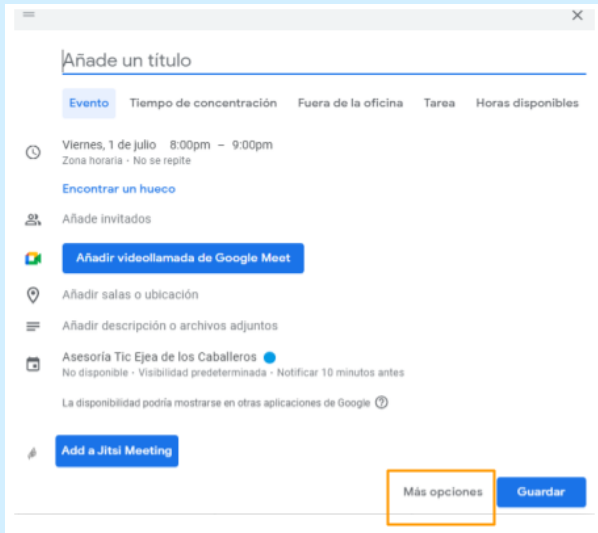 Añade un título
Evento Tiempo de concentración Fuera de la oficina Tarea Horas disponibles
Viernes, 1 de julio 8:00pm – 9:00pm
Zona horaria - No se repite
Encontrar un hueco
Añade invitados
Añadir videollamada de Google Meet
Añadir salas o ubicación
Añadir descripción o archivos adjuntos
Asesoría Tic Ejea de los Caballeros
No disponible - Visibilidad predeterminada - Notificar 10 minutos antes
La disponibilidad podría mostrarse en otras aplicaciones de Google
Add a Jitsi Meeting
Más opciones Guardar